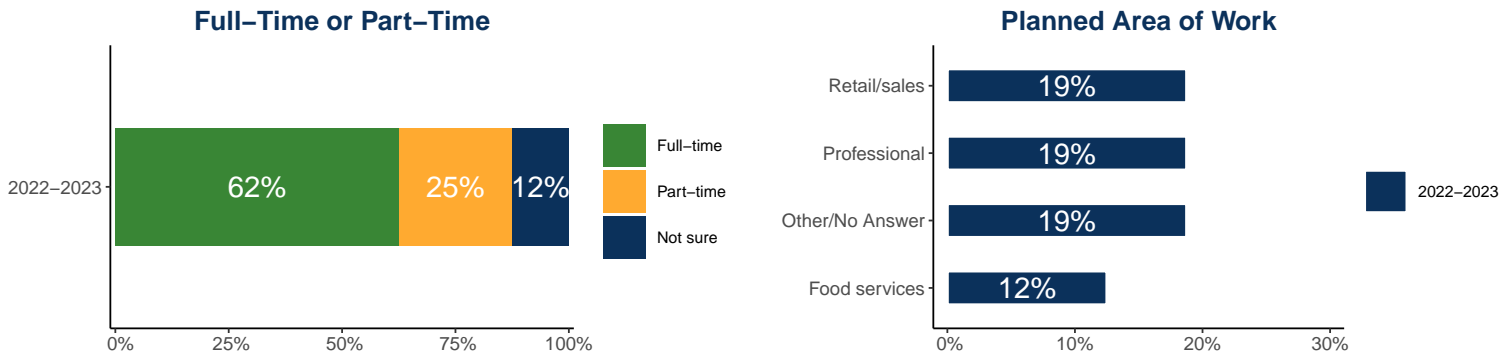 Full−Time or Part−Time
2022−2023
62%
25%
12%
Full−time
Part−time
Not sure
0%
25%
50%
75%
100%
Planned Area of Work
Retail/sales
19%
Professional
19%
Other/No Answer
19%
Food services
12%
2022−2023
0%
10%
20%
30%